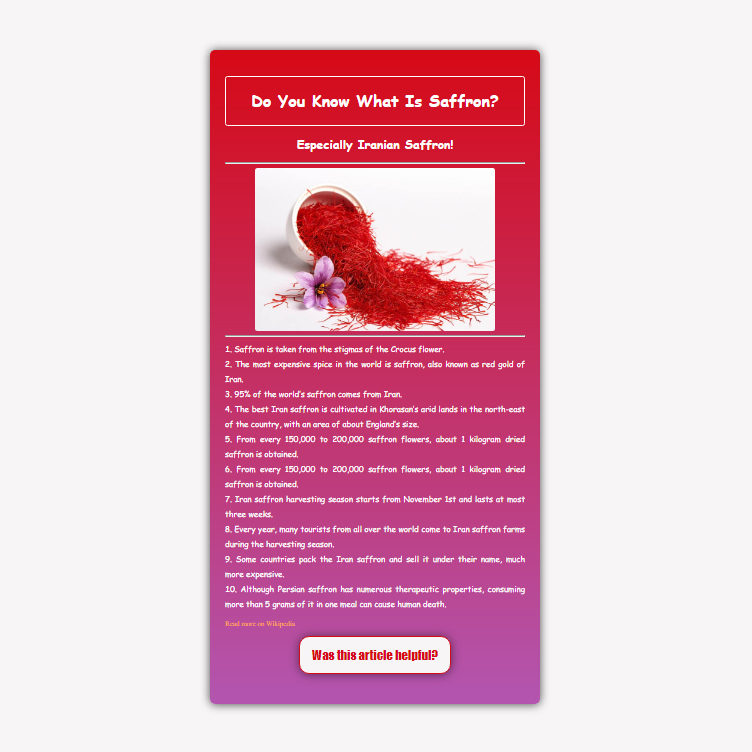 Do You Know What Is Saffron?
Especially Iranian Saffron!
1. Saffron is taken from the stigmas of the Crocus flower.
2. The most expensive spice in the world is saffron, also known as red gold of
Iran.
3. 95% of the world's saffron comes from Iran.
4. The best Iran saffron is cultivated in Khorasan's arid lands in the north-east
of the country, with an area of about England's size.
5. From every 150,000 to 200,000 saffron flowers, about 1 kilogram dried
saffron is obtained.
6. From every 150,000 to 200,000 saffron flowers, about 1 kilogram dried
saffron is obtained.
7. Iran saffron harvesting season starts from November 1st and lasts at most
three weeks.
8. Every year, many tourists from all over the world come to Iran saffron farms
during the harvesting season.
9. Some countries pack the Iran saffron and sell it under their name, much
more expensive.
10. Although Persian saffron has numerous therapeutic properties, consuming
more than 5 grams of it in one meal can cause human death.
Read more on Wikipedia
Was this article helpful?